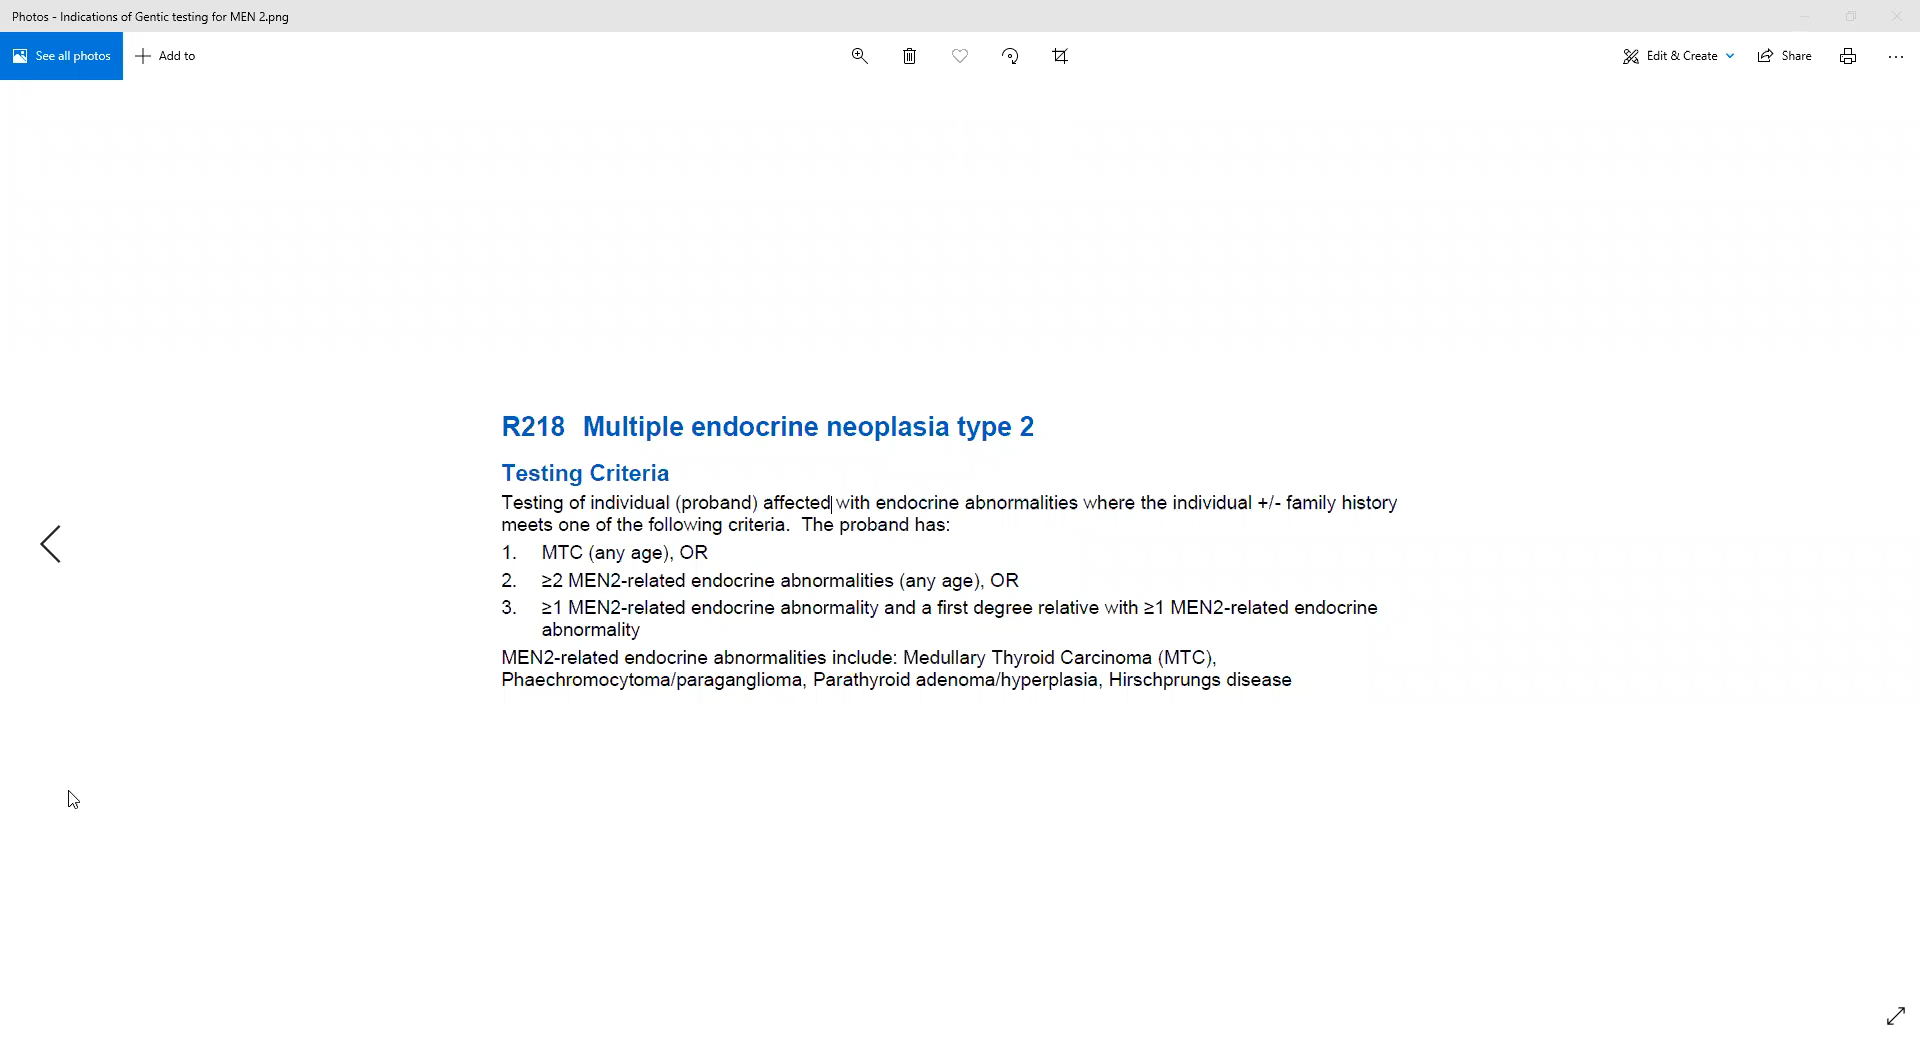 Photos - Indications of Gentic testing for MEN 2.png
See all photos
Add to
Edit & Create
Share
R218 Multiple endocrine neoplasia type 2
Testing Criteria
Testing of individual (proband) affected with endocrine abnormalities where the individual +/- family history
meets one of the following criteria. The proband has:
1. MTC (any age), OR
2. ≥2 MEN2-related endocrine abnormalities (any age), OR
3. ≥1 MEN2-related endocrine abnormality and a first degree relative with ≥1 MEN2-related endocrine
abnormality
MEN2-related endocrine abnormalities include: Medullary Thyroid Carcinoma (MTC),
Phaechromocytoma/paraganglioma, Parathyroid adenoma/hyperplasia, Hirschprungs disease